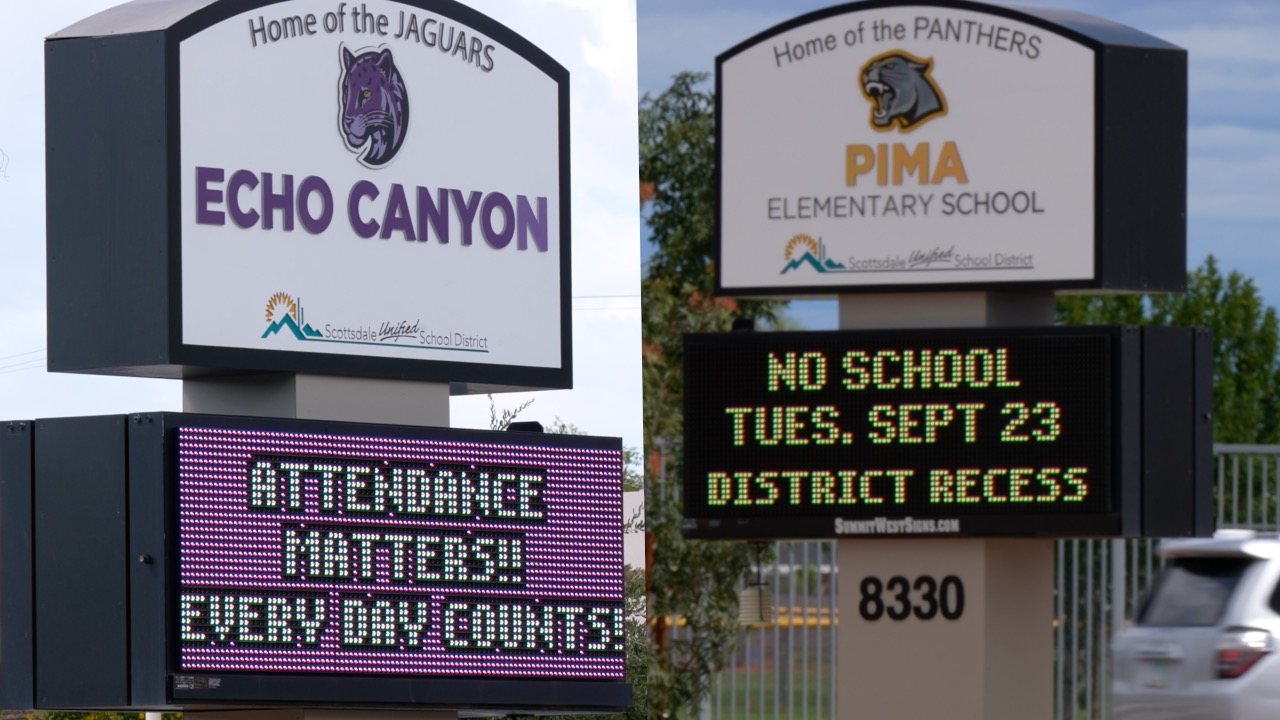 Home of the JAGUARS
ECHO CANYON
Scottsdale Unified School District
ATTENDANCE
MATTERS!!
EVERY DAY COUNTS!
Home of the PANTHERS
PIMA
ELEMENTARY SCHOOL
Scottsdale Unified School District
NO SCHOOL
TUES. SEPT 23
DISTRICT RECESS
SUMMITWESTSIGNS.COM
8330